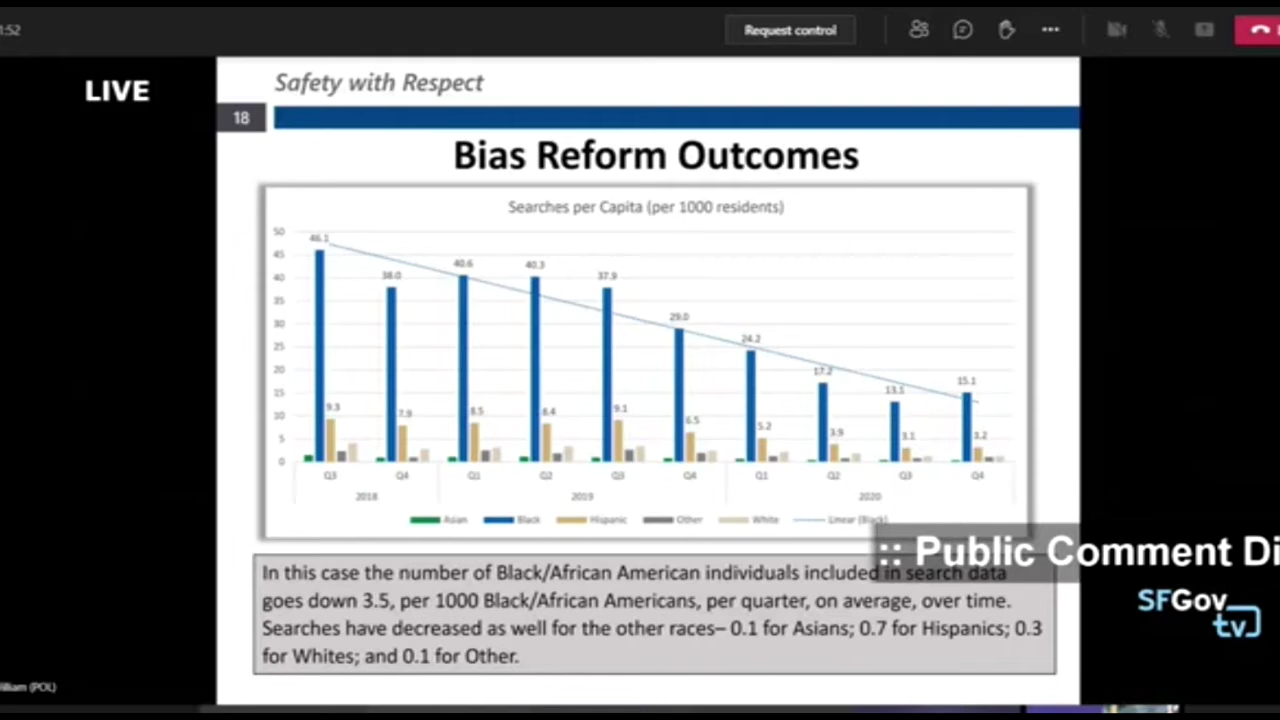 1:52
Request control
LIVE
Safety with Respect
18
Bias Reform Outcomes
Searches per Capita (per 1000 residents)
50
45
40
35
30
25
20
15
10
5
0
46.1
38.0
40.6
40.3
37.9
29.0
24.2
17.2
13.5
15.1
9.3
7.9
8.5
8.4
9.1
6.5
5.2
3.9
3.1
3.2
Q3 Q4 Q1 Q2 Q3 Q4 Q1 Q2 Q3 Q4
2018 2019 2020
Asian Black Hispanic Other White Linear (Black)
:: Public Comment Di
In this case the number of Black/African American individuals included in search data
goes down 3.5, per 1000 Black/African Americans, per quarter, on average, over time.
Searches have decreased as well for the other races– 0.1 for Asians; 0.7 for Hispanics; 0.3
for Whites; and 0.1 for Other.
SFGov
tv
illiam (POL)